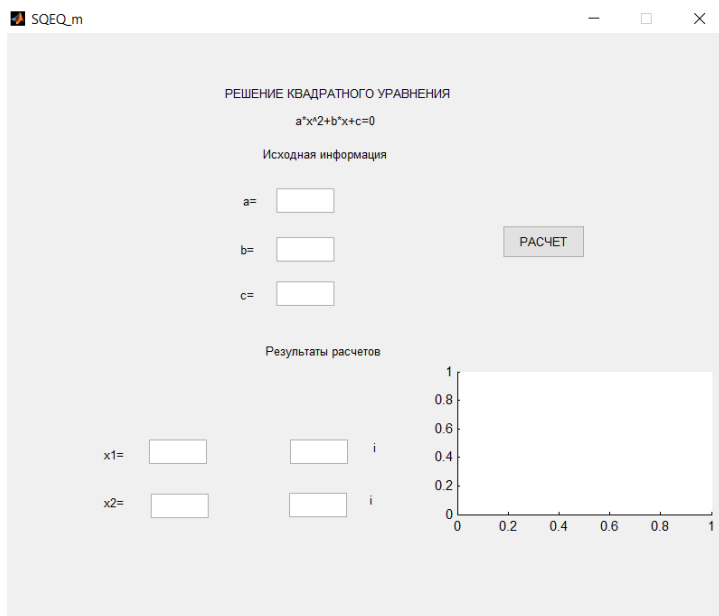 SQEQ_m
РЕШЕНИЕ КВАДРАТНОГО УРАВНЕНИЯ
a*x^2+b*x+c=0
Исходная информация
a=
b=
РАСЧЕТ
c=
Результаты расчетов
x1=
i
x2=
i
1
0.8
0.6
0.4
0.2
0
0 0.2 0.4 0.6 0.8 1